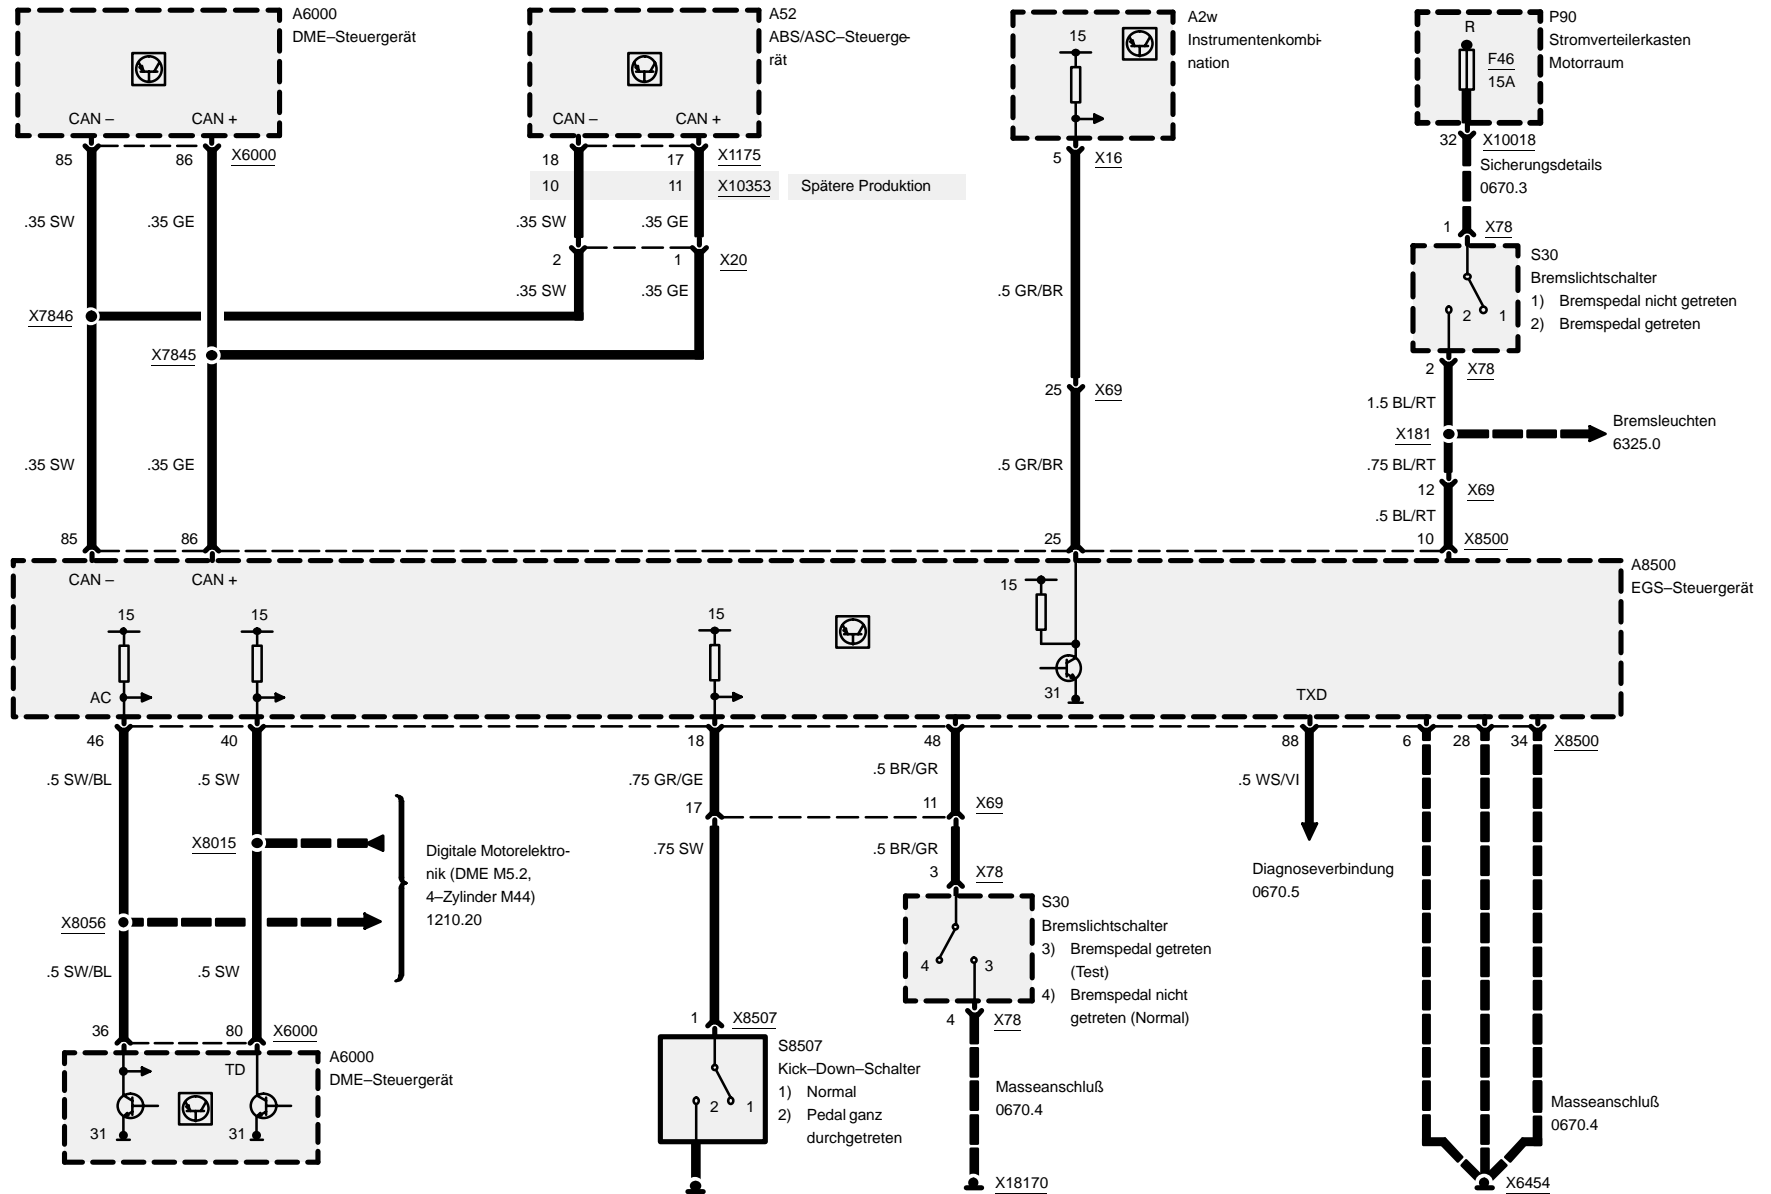 A6000
DME–Steuergerät
CAN –
CAN +
85
86
X6000
A52
ABS/ASC–Steuerge-
rät
CAN –
CAN +
18
17
X1175
10
11
X10353
Spätere Produktion
A2w
Instrumentenkombi-
nation
15
5
X16
P90
Stromverteilerkasten
Motorraum
R
F46
15A
32
X10018
Sicherungsdetails
0670.3
.35 SW
.35 GE
.35 SW
.35 GE
1
X78
2
1
X20
S30
Bremslichtschalter
1) Bremspedal nicht getreten
2) Bremspedal getreten
2
1
.35 SW
.35 GE
.5 GR/BR
X7846
X7845
2
X78
25
X69
1.5 BL/RT
X181
Bremsleuchten
6325.0
.35 SW
.35 GE
.5 GR/BR
.75 BL/RT
12
X69
.5 BL/RT
85
86
25
10
X8500
A8500
EGS–Steuergerät
CAN –
CAN +
15
15
15
15
AC
31
TXD
46
40
18
48
88
6
28
34
X8500
.5 SW/BL
.5 SW
.75 GR/GE
.5 BR/GR
.5 WS/VI
17
11
X69
X8015
.75 SW
.5 BR/GR
Digitale Motorelektro-
nik (DME M5.2,
4–Zylinder M44)
1210.20
3
X78
Diagnoseverbindung
0670.5
X8056
S30
Bremslichtschalter
3) Bremspedal getreten
(Test)
4) Bremspedal nicht
getreten (Normal)
4
3
.5 SW/BL
.5 SW
36
80
X6000
1
X8507
4
X78
A6000
DME–Steuergerät
TD
31
31
S8507
Kick–Down–Schalter
1) Normal
2) Pedal ganz
durchgetreten
2
1
Masseanschluß
0670.4
Masseanschluß
0670.4
X18170
X6454